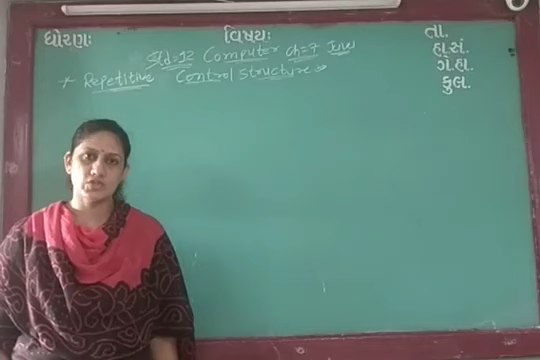 ધોરણઃ વિષયઃ તા.
Std=12 Computer ch=7 Java
હા.સં.
* Repetitive Control structure :->
ગે.હા.
કુલ.